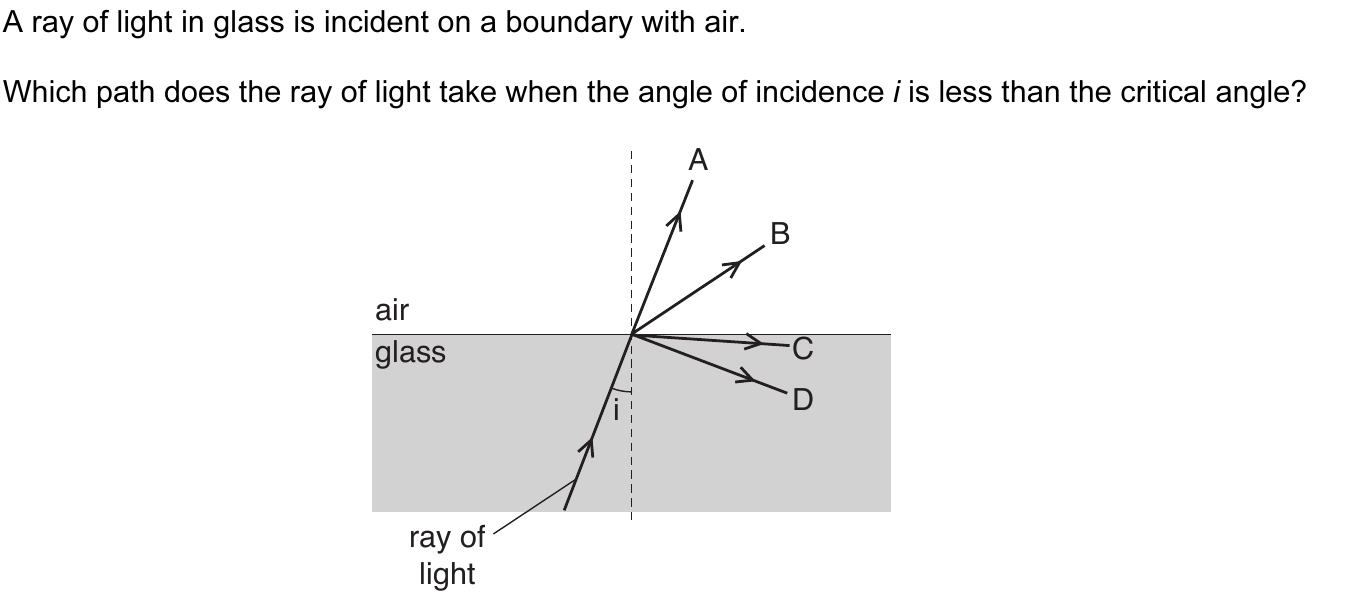 A ray of light in glass is incident on a boundary with air.
Which path does the ray of light take when the angle of incidence i is less than the critical angle?
A
B
air
glass
C
D
i
ray of
light